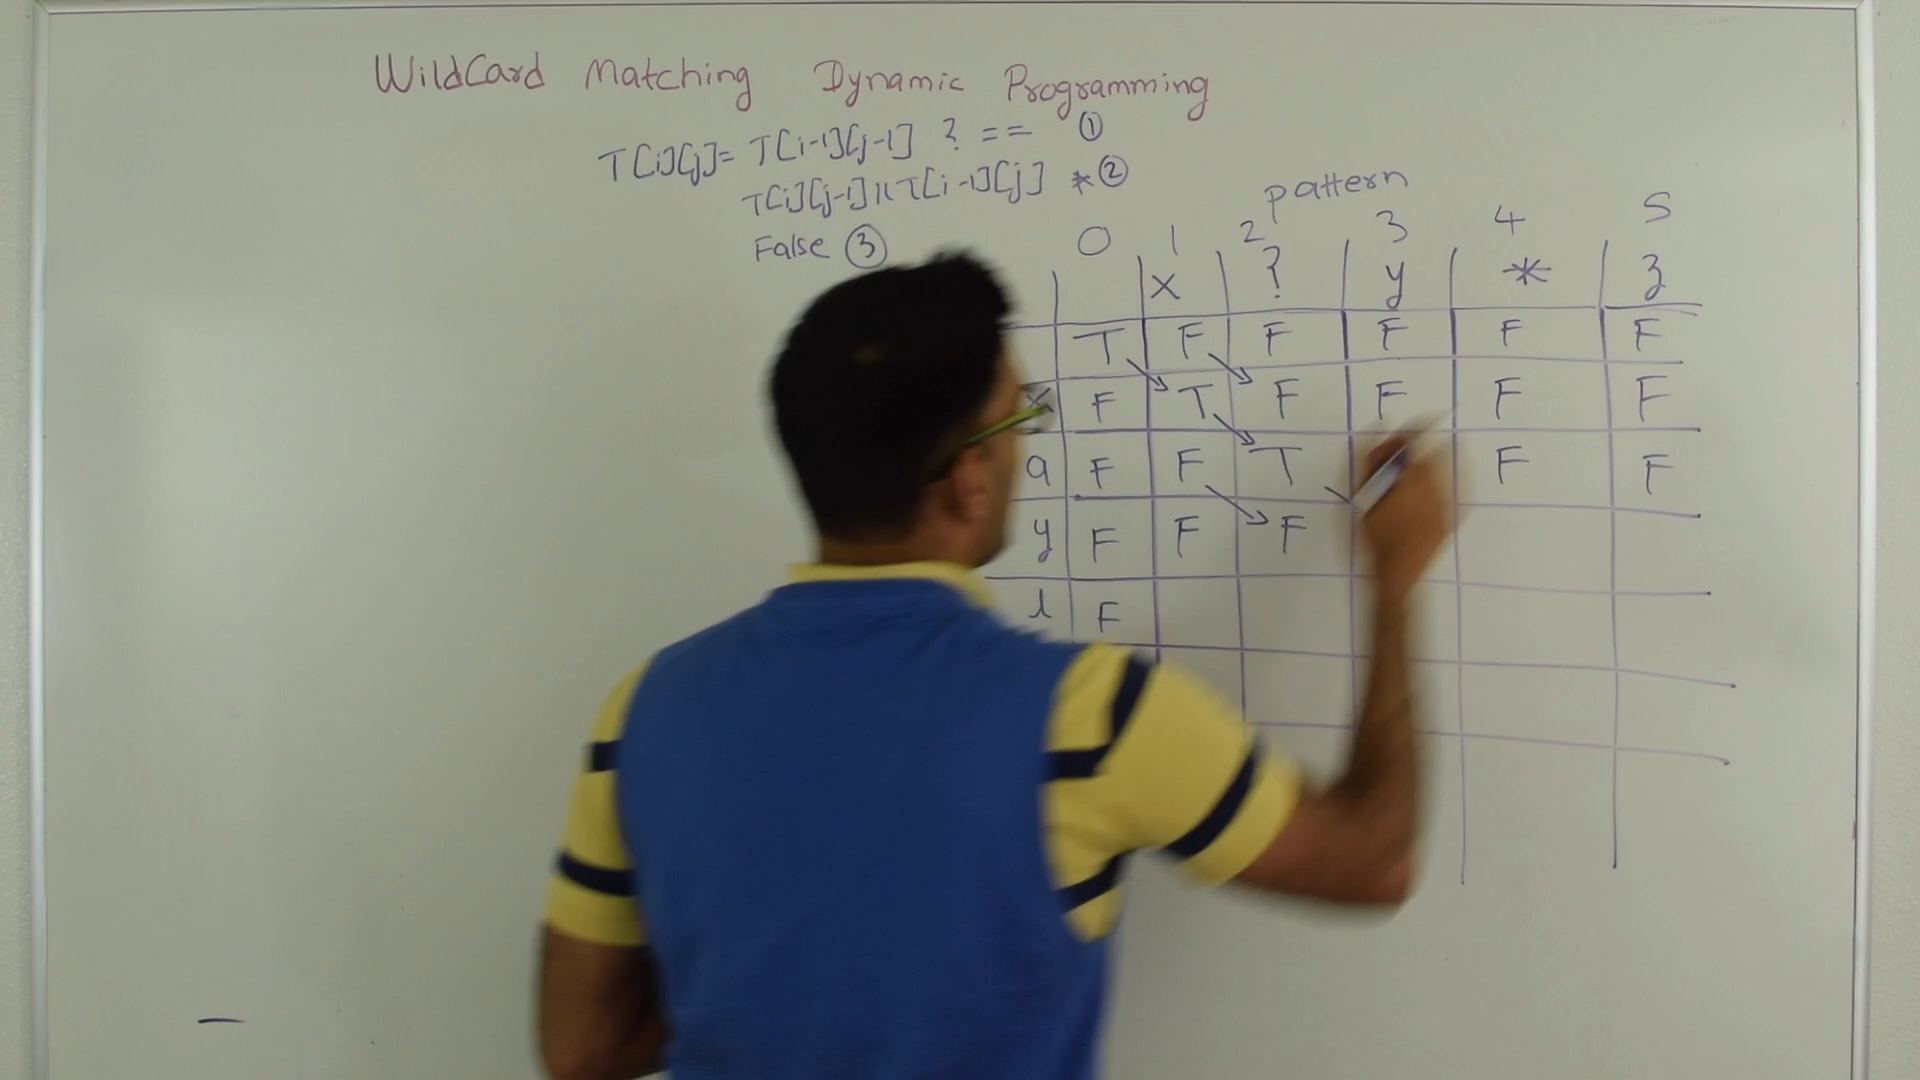 WildCard Matching Dynamic Programming
T[i][j]= T[i-1][j-1] ? == ①
T[i][j-1] || T[i-1][j] * ②
False ③
pattern
0 1 2 3 4 5
x ? y * z
T F F F F F
x F T F F F F
a F F T F F
y F F F
l F